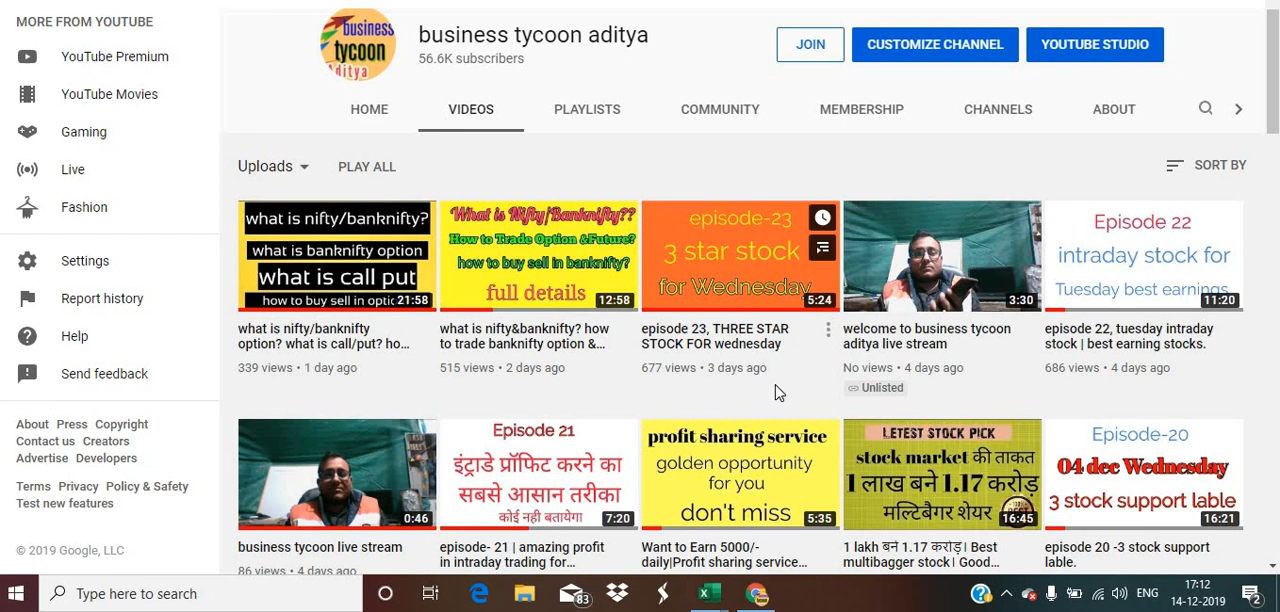 MORE FROM YOUTUBE
YouTube Premium
YouTube Movies
Gaming
Live
Fashion
Settings
Report history
Help
Send feedback
About Press Copyright
Contact us Creators
Advertise Developers
Terms Privacy Policy & Safety
Test new features
© 2019 Google, LLC
business
tycoon
Aditya
business tycoon aditya
56.6K subscribers
JOIN
CUSTOMIZE CHANNEL
YOUTUBE STUDIO
HOME
VIDEOS
PLAYLISTS
COMMUNITY
MEMBERSHIP
CHANNELS
ABOUT
Uploads
PLAY ALL
SORT BY
what is nifty/banknifty?
what is banknifty option
what is call put
how to buy sell in optic
21:58
what is nifty/banknifty
option? what is call/put? ho...
339 views • 1 day ago
What is Nifty/Banknifty??
How to Trade Option &Future?
how to buy sell in banknifty?
full details
12:58
what is nifty&banknifty? how
to trade banknifty option &...
515 views • 2 days ago
episode-23
3 star stock
for Wednesday
5:24
episode 23, THREE STAR
STOCK FOR wednesday
677 views • 3 days ago
3:30
welcome to business tycoon
aditya live stream
No views • 4 days ago
Unlisted
Episode 22
intraday stock for
Tuesday best earnings
11:20
episode 22, tuesday intraday
stock | best earning stocks.
686 views • 4 days ago
0:46
business tycoon live stream
86 views • 4 days ago
Episode 21
इंट्राडे प्रॉफिट करने का
सबसे आसान तरीका
कोई नही बतायेगा
7:20
episode- 21 | amazing profit
in intraday trading for...
profit sharing service
golden opportunity
for you
don't miss
5:35
Want to Earn 5000/-
daily|Profit sharing service...
LETEST STOCK PICK
stock market की ताकत
1 लाख बने 1.17 करोड़
मल्टिबैगर शेयर
16:45
1 lakh बने 1.17 करोड़। Best
multibagger stock। Good...
Episode-20
04 dec Wednesday
3 stock support lable
16:21
episode 20 -3 stock support
lable.
Type here to search
83
ENG
17:12
14-12-2019
2